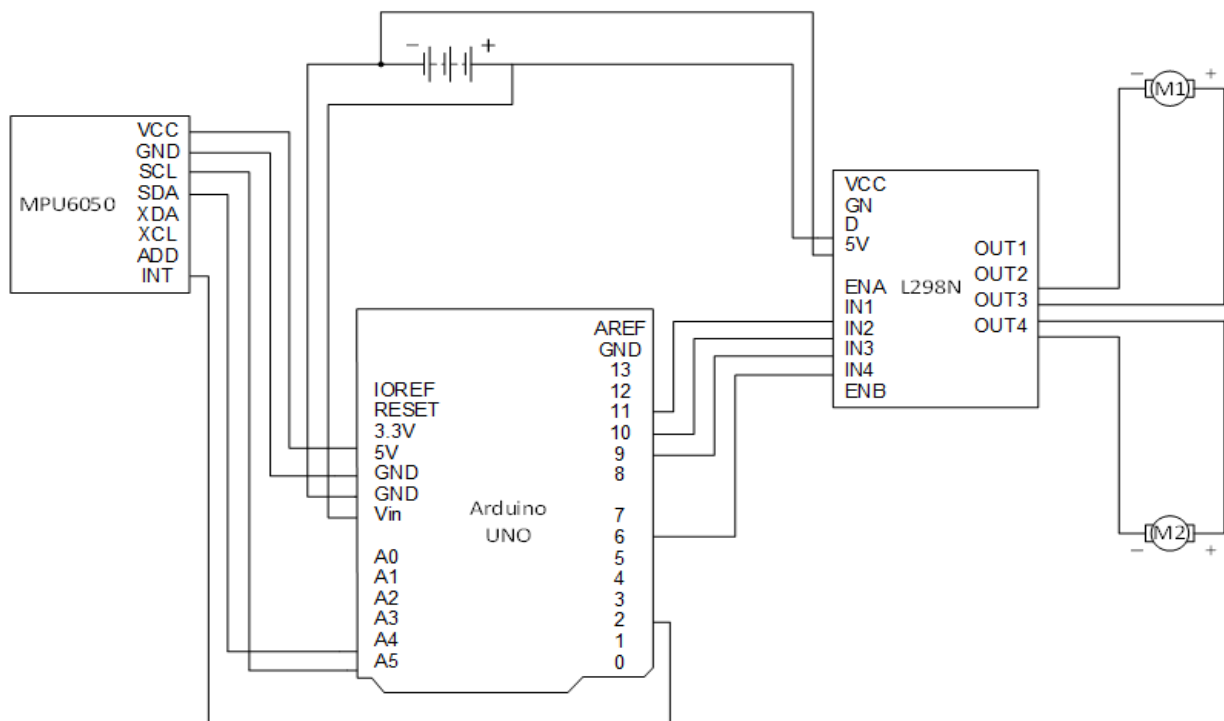 − +
− M1 +
VCC
GND
SCL
SDA
XDA
XCL
ADD
INT
MPU6050
VCC
GN
D
5V
ENA
IN1
IN2
IN3
IN4
ENB
L298N
OUT1
OUT2
OUT3
OUT4
IOREF
RESET
3.3V
5V
GND
GND
Vin
A0
A1
A2
A3
A4
A5
Arduino
UNO
AREF
GND
13
12
11
10
9
8
7
6
5
4
3
2
1
0
M2
− +